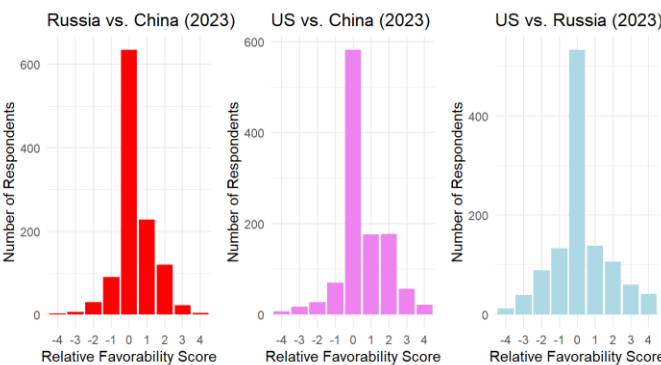 Russia vs. China (2023)
Number of Respondents
600
400
200
0
-4 -3 -2 -1 0 1 2 3 4
Relative Favorability Score
US vs. China (2023)
Number of Respondents
600
400
200
0
-4 -3 -2 -1 0 1 2 3 4
Relative Favorability Score
US vs. Russia (2023)
Number of Respondents
400
200
0
-4 -3 -2 -1 0 1 2 3 4
Relative Favorability Score